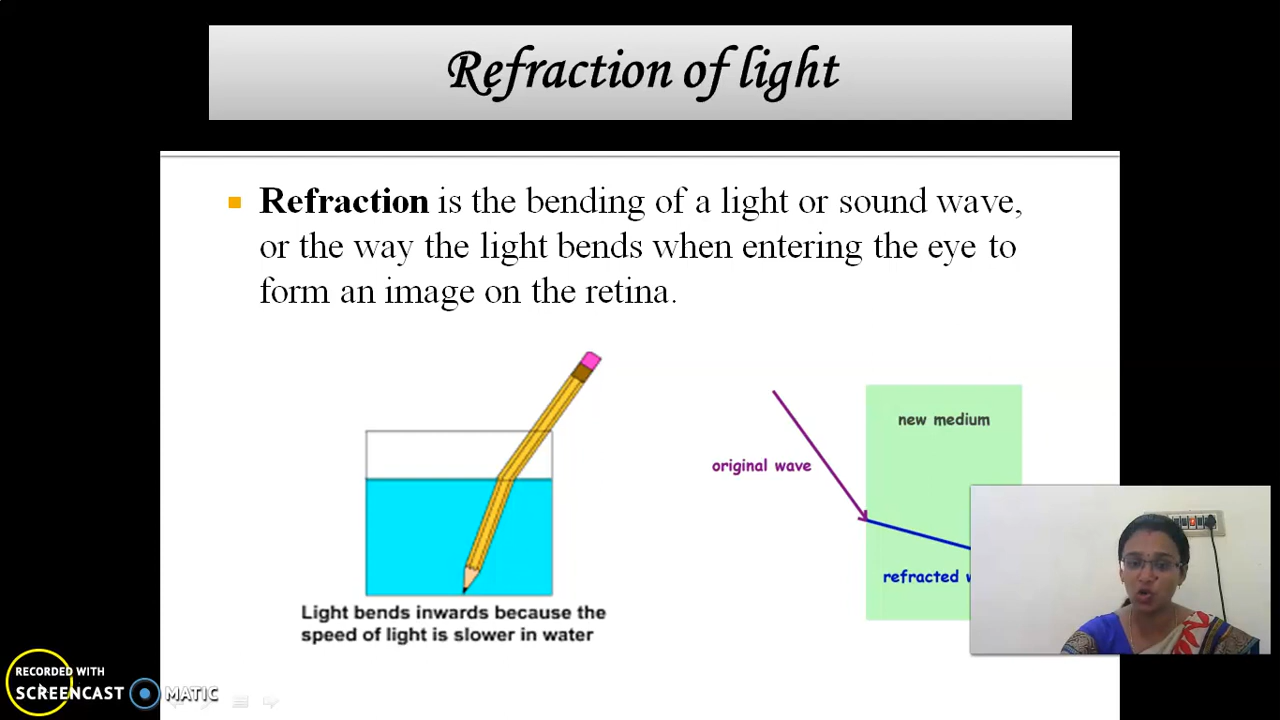 Refraction of light
Refraction is the bending of a light or sound wave,
or the way the light bends when entering the eye to
form an image on the retina.
new medium
original wave
refracted
Light bends inwards because the
speed of light is slower in water
RECORDED WITH
SCREENCAST MATIC